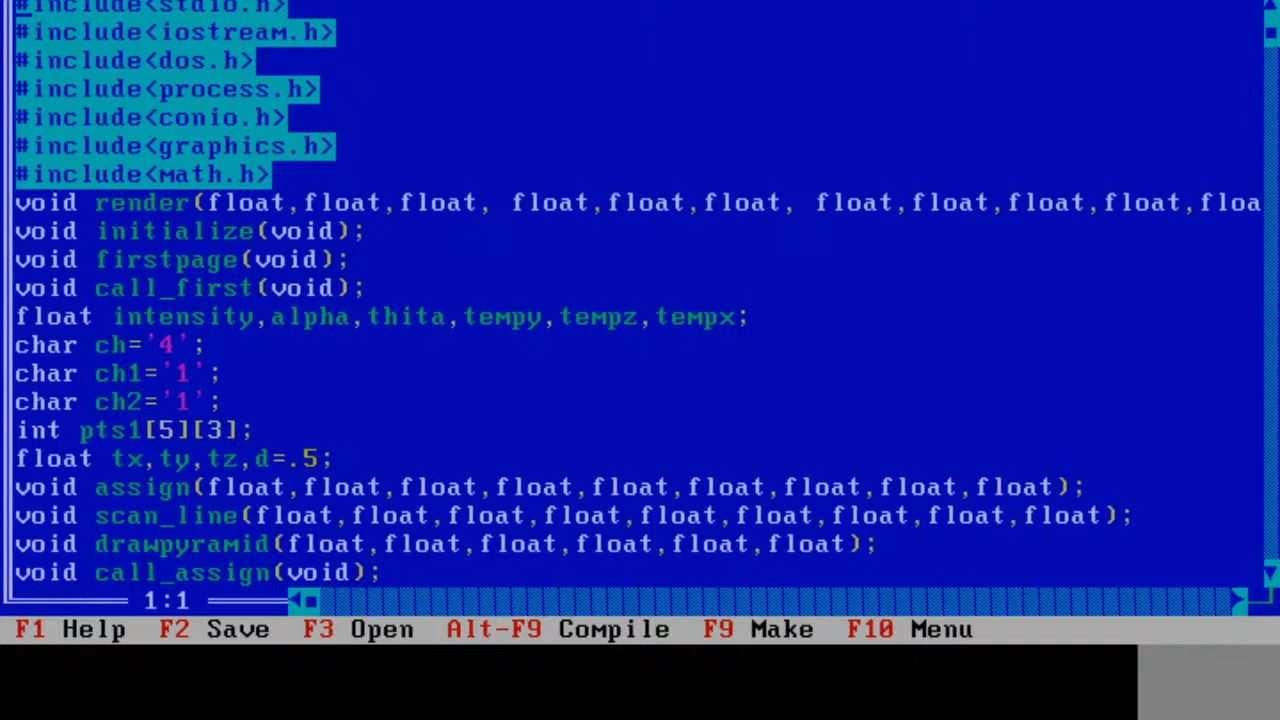 #include<stdio.h>
#include<iostream.h>
#include<dos.h>
#include<process.h>
#include<conio.h>
#include<graphics.h>
#include<math.h>
void render(float,float,float, float,float,float, float,float,float,float,floa
void initialize(void);
void firstpage(void);
void call_first(void);
float intensity,alpha,thita,tempy,tempz,tempx;
char ch='4';
char ch1='1';
char ch2='1';
int pts1[5][3];
float tx,ty,tz,d=.5;
void assign(float,float,float,float,float,float,float,float,float);
void scan_line(float,float,float,float,float,float,float,float,float);
void drawpyramid(float,float,float,float,float,float);
void call_assign(void);
1:1
F1 Help F2 Save F3 Open Alt-F9 Compile F9 Make F10 Menu